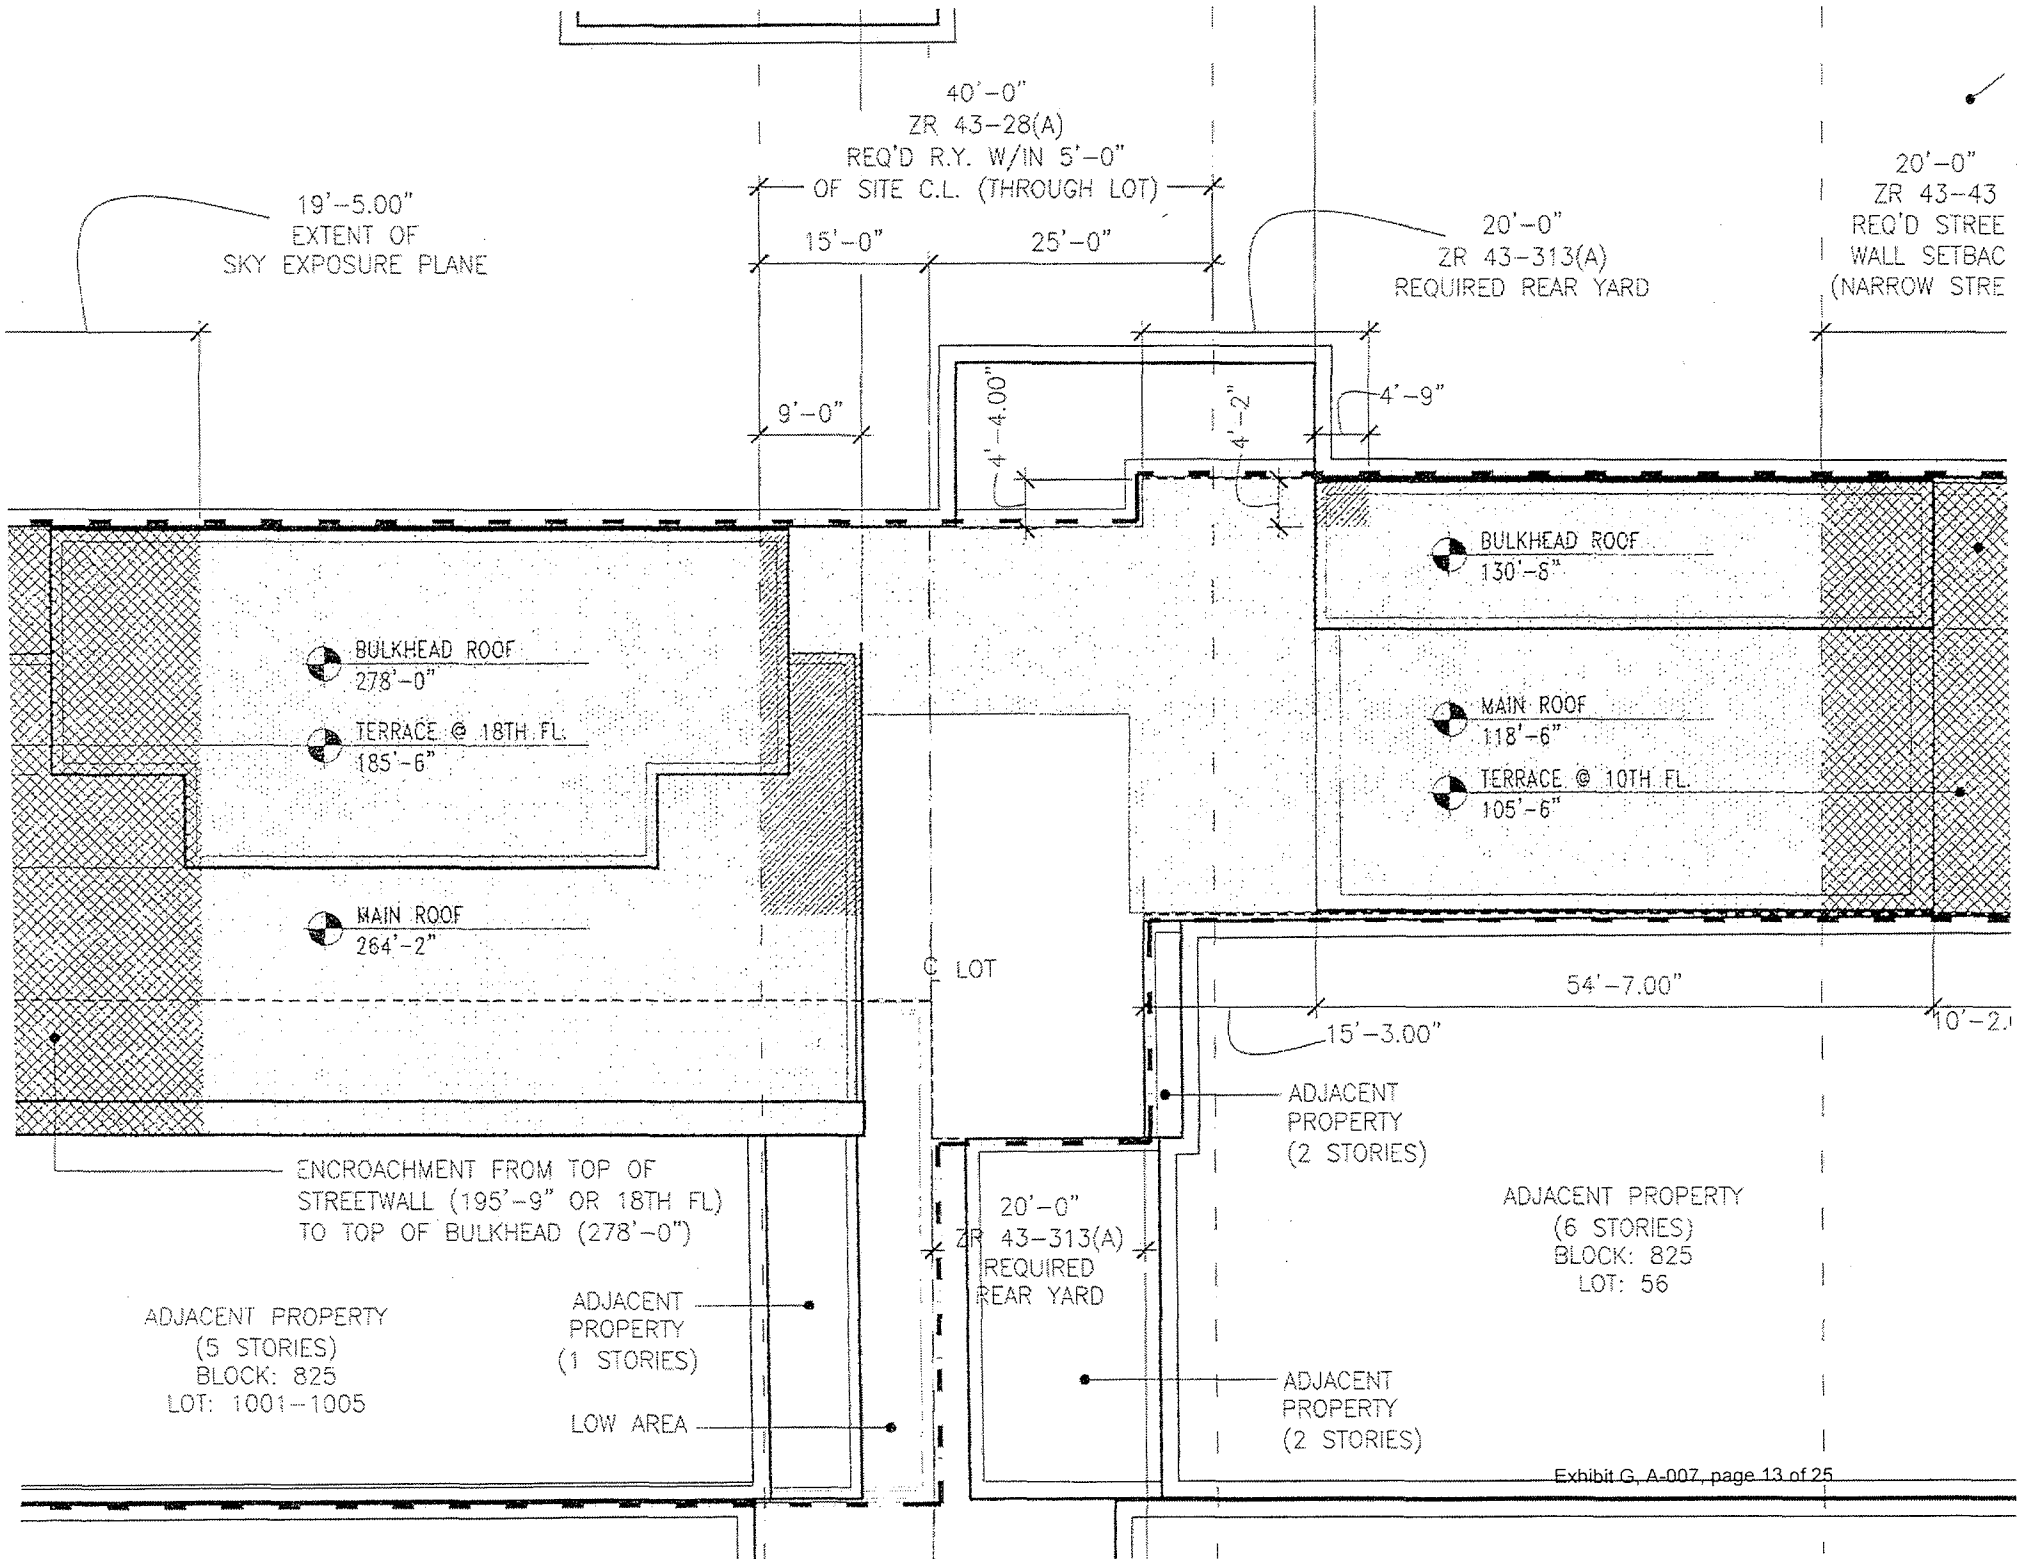 40'-0"
ZR 43-28(A)
REQ'D R.Y. W/IN 5'-0"
OF SITE C.L. (THROUGH LOT)
15'-0"
25'-0"
19'-5.00"
EXTENT OF
SKY EXPOSURE PLANE
20'-0"
ZR 43-313(A)
REQUIRED REAR YARD
20'-0"
ZR 43-43
REQ'D STREE
WALL SETBAC
(NARROW STRE
9'-0"
4'-4.00"
4'-2"
4'-9"
BULKHEAD ROOF
278'-0"
TERRACE @ 18TH FL.
185'-6"
MAIN ROOF
264'-2"
BULKHEAD ROOF
130'-8"
MAIN ROOF
118'-6"
TERRACE @ 10TH FL.
105'-6"
CL LOT
54'-7.00"
15'-3.00"
10'-2.
ADJACENT
PROPERTY
(2 STORIES)
ENCROACHMENT FROM TOP OF
STREETWALL (195'-9" OR 18TH FL)
TO TOP OF BULKHEAD (278'-0")
20'-0"
ZR 43-313(A)
REQUIRED
REAR YARD
ADJACENT PROPERTY
(6 STORIES)
BLOCK: 825
LOT: 56
ADJACENT PROPERTY
(5 STORIES)
BLOCK: 825
LOT: 1001-1005
ADJACENT
PROPERTY
(1 STORIES)
LOW AREA
ADJACENT
PROPERTY
(2 STORIES)
Exhibit G, A-007, page 13 of 25